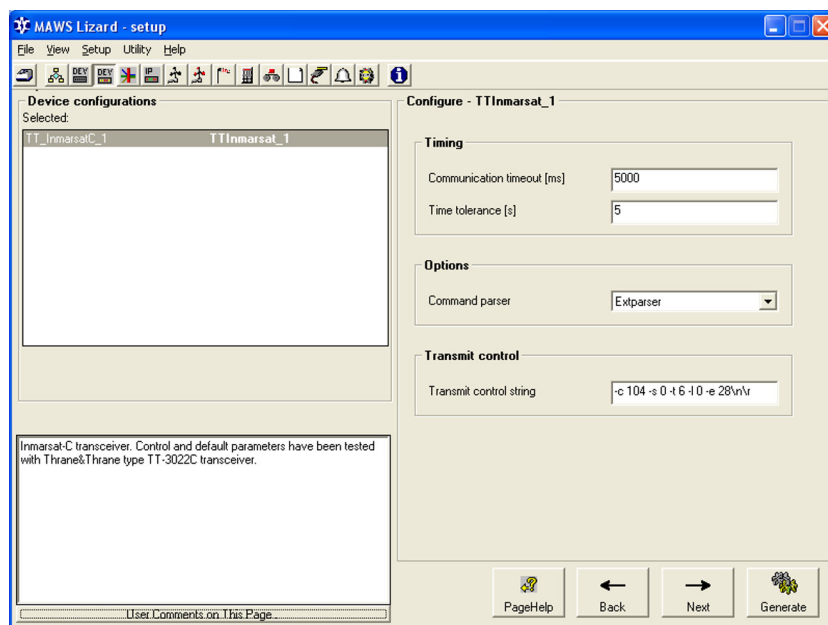 MAWS Lizard - setup
File View Setup Utility Help
DEV DEV IP
Device configurations
Selected:
TT_InmarsatC_1 TTInmarsat_1
Inmarsat-C transceiver. Control and default parameters have been tested
with Thrane&Thrane type TT-3022C transceiver.
User Comments on This Page..
Configure - TTInmarsat_1
Timing
Communication timeout [ms] 5000
Time tolerance [s] 5
Options
Command parser Extparser
Transmit control
Transmit control string -c 104 -s 0 -t 6 -l 0 -e 28\n\r
PageHelp Back Next Generate